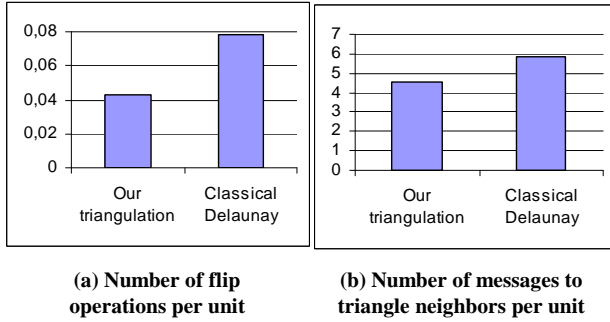 0,08
0,06
0,04
0,02
0
Our
triangulation
Classical
Delaunay
(a) Number of flip
operations per unit
7
6
5
4
3
2
1
0
Our
triangulation
Classical
Delaunay
(b) Number of messages to
triangle neighbors per unit